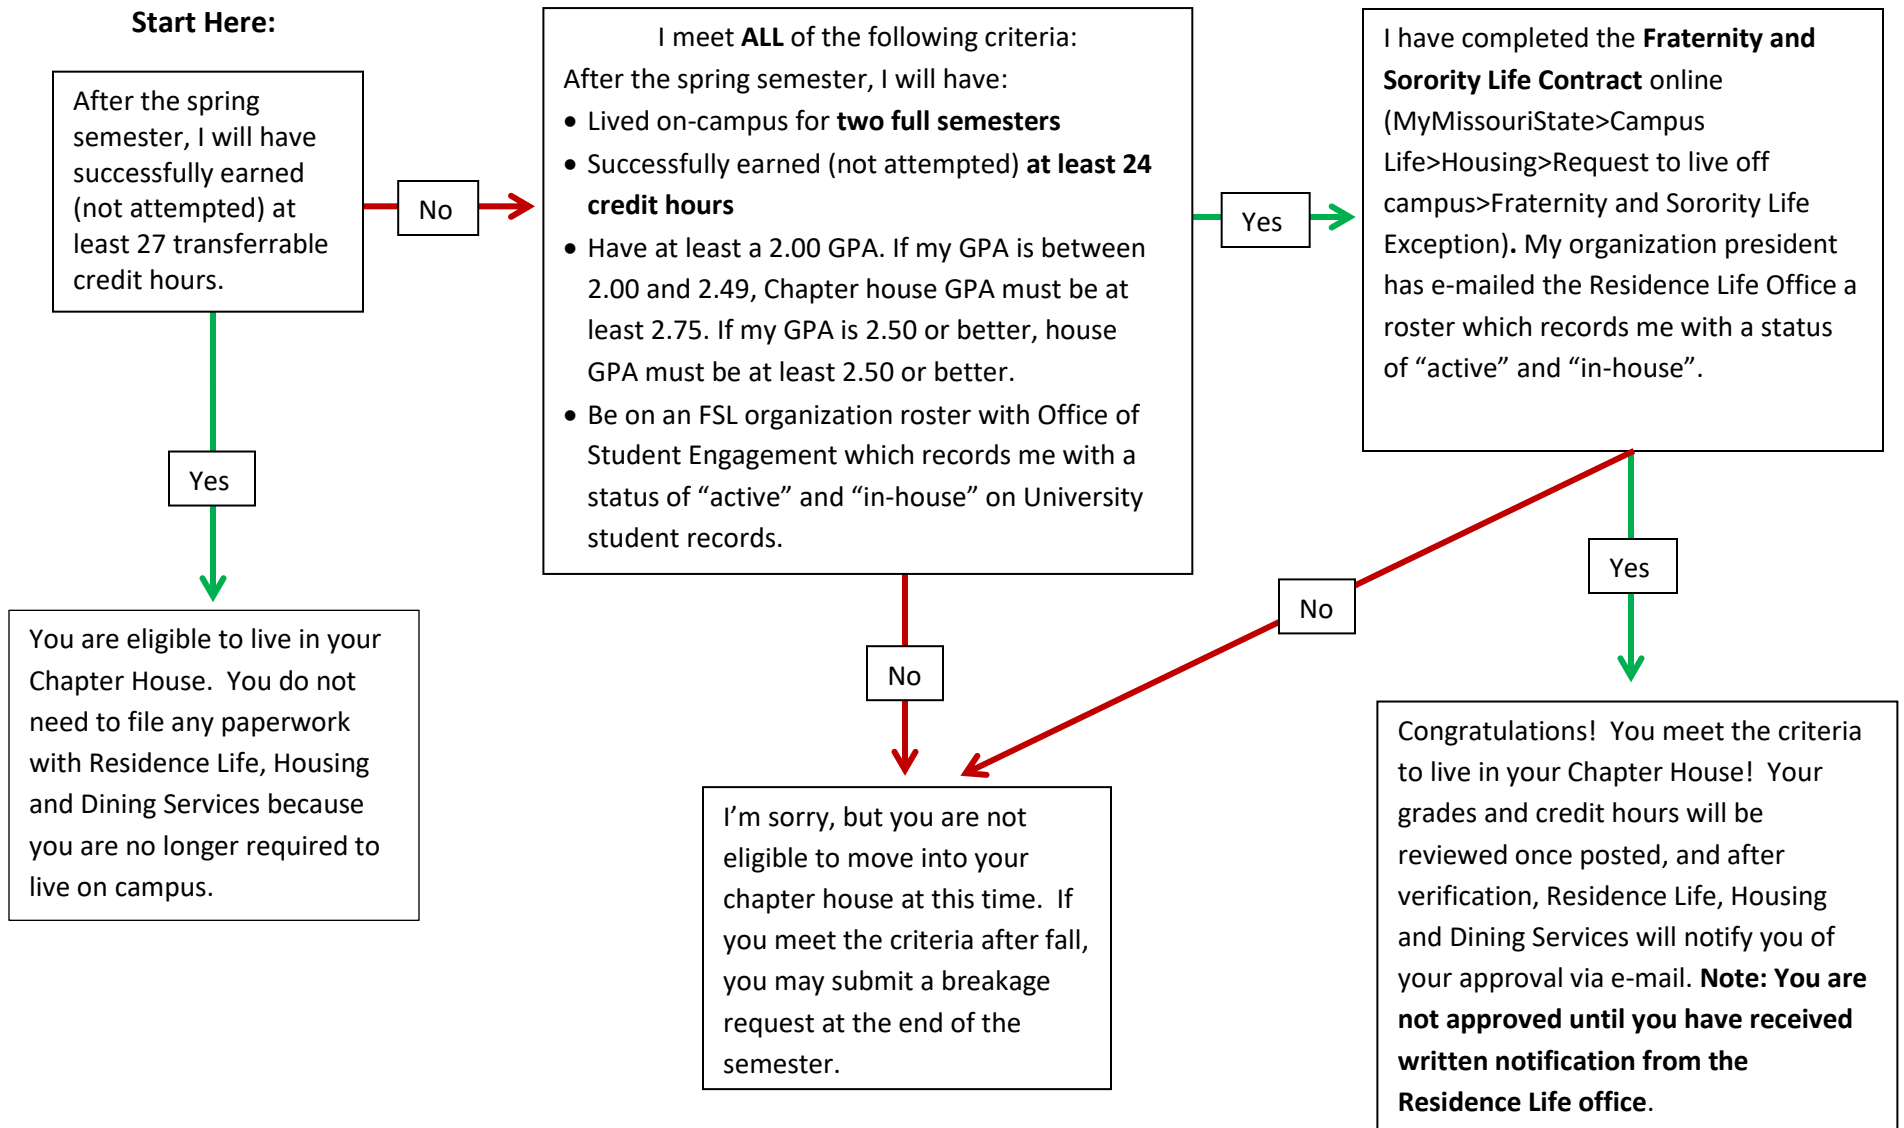 Start Here:
After the spring
semester, I will have
successfully earned
(not attempted) at
least 27 transferrable
credit hours.
No
Yes
You are eligible to live in your
Chapter House.  You do not
need to file any paperwork
with Residence Life, Housing
and Dining Services because
you are no longer required to
live on campus.
I meet ALL of the following criteria:
After the spring semester, I will have:
• Lived on-campus for two full semesters
• Successfully earned (not attempted) at least 24
credit hours
• Have at least a 2.00 GPA. If my GPA is between
2.00 and 2.49, Chapter house GPA must be at
least 2.75. If my GPA is 2.50 or better, house
GPA must be at least 2.50 or better.
• Be on an FSL organization roster with Office of
Student Engagement which records me with a
status of “active” and “in-house” on University
student records.
Yes
No
I’m sorry, but you are not
eligible to move into your
chapter house at this time.  If
you meet the criteria after fall,
you may submit a breakage
request at the end of the
semester.
I have completed the Fraternity and
Sorority Life Contract online
(MyMissouriState>Campus
Life>Housing>Request to live off
campus>Fraternity and Sorority Life
Exception). My organization president
has e-mailed the Residence Life Office a
roster which records me with a status
of “active” and “in-house”.
No
Yes
Congratulations!  You meet the criteria
to live in your Chapter House!  Your
grades and credit hours will be
reviewed once posted, and after
verification, Residence Life, Housing
and Dining Services will notify you of
your approval via e-mail. Note: You are
not approved until you have received
written notification from the
Residence Life office.